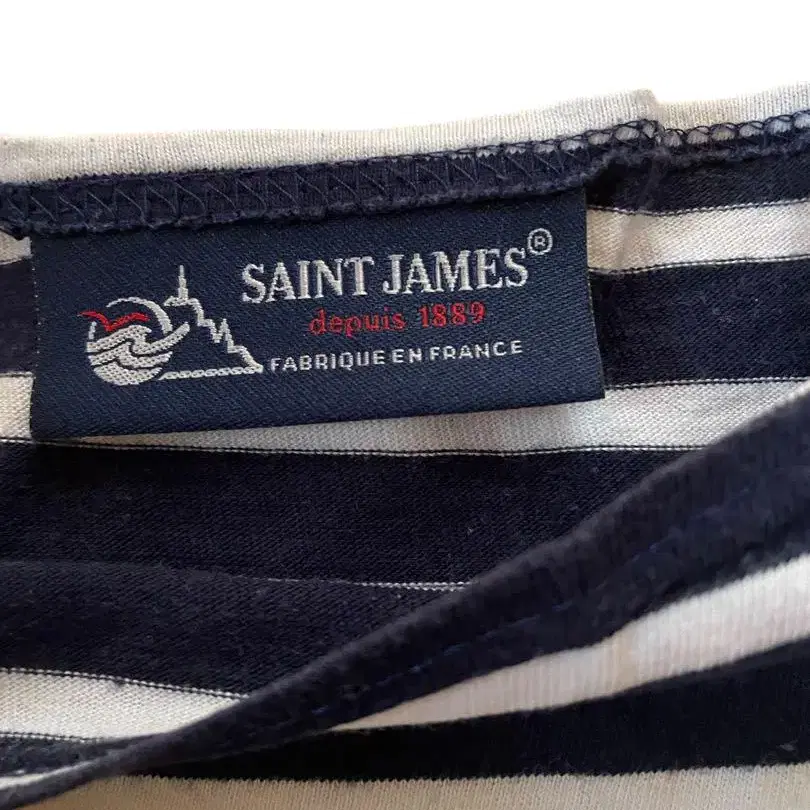 SAINT JAMES®
depuis 1889
FABRIQUE EN FRANCE